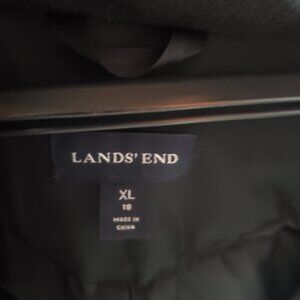 LANDS' END
XL
18
MADE IN
CHINA